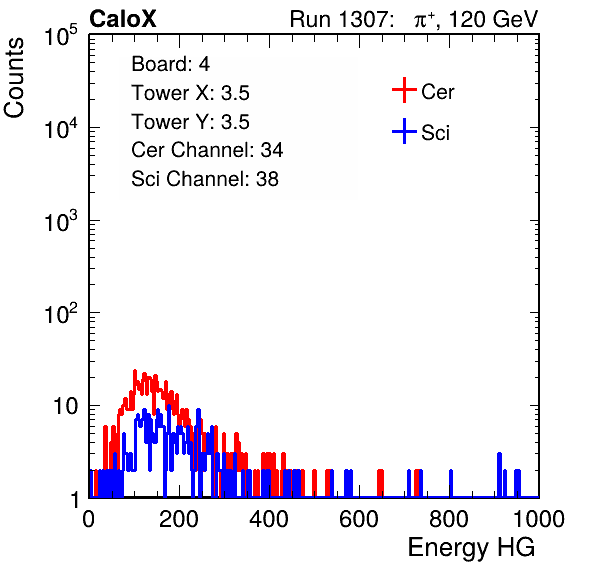 CaloX Run 1307: π⁺, 120 GeV
Counts
10⁵
10⁴
10³
10²
10
1
Board: 4
Tower X: 3.5
Tower Y: 3.5
Cer Channel: 34
Sci Channel: 38
Cer
Sci
0 200 400 600 800 1000
Energy HG